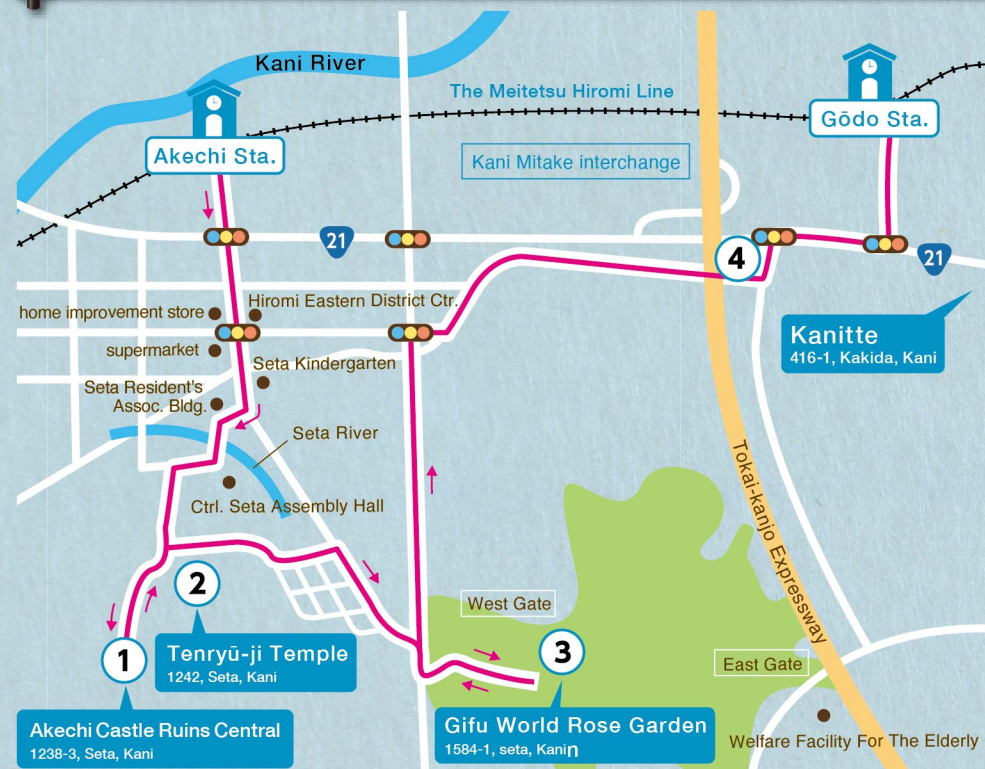 Kani River
The Meitetsu Hiromi Line
Gōdo Sta.
Akechi Sta.
Kani Mitake interchange
21
4
21
home improvement store
Hiromi Eastern District Ctr.
Kanitte
416-1, Kakida, Kani
supermarket
Seta Kindergarten
Seta Resident's
Assoc. Bldg.
Seta River
Tokai-kanjo Expressway
Ctrl. Seta Assembly Hall
2
West Gate
1
Tenryū-ji Temple
1242, Seta, Kani
3
East Gate
Akechi Castle Ruins Central
1238-3, Seta, Kani
Gifu World Rose Garden
1584-1, seta, Kanin
Welfare Facility For The Elderly